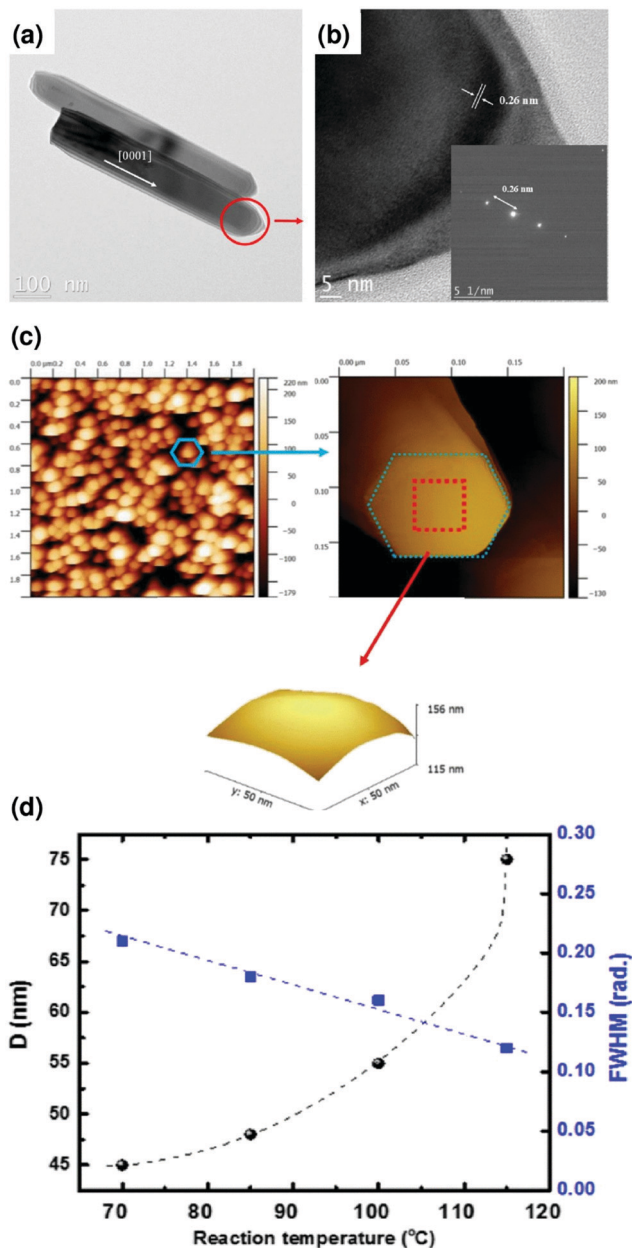 (a)
[0001]
100 nm
(b)
0.26 nm
0.26 nm
5 1/nm
5 nm
(c)
0.0 µm 0.2 0.4 0.6 0.8 1.0 1.2 1.4 1.6 1.8
0.0
0.2
0.4
0.6
0.8
1.0
1.2
1.4
1.6
1.8
220 nm
200
150
100
50
0
−50
−100
−179
0.00 µm 0.05 0.10 0.15
0.00
0.05
0.10
0.15
200 nm
150
100
50
0
−50
−130
156 nm
115 nm
y: 50 nm
x: 50 nm
(d)
D (nm)
75
70
65
60
55
50
45
0.30
0.25
0.20
0.15
0.10
0.05
0.00
FWHM (rad.)
70 80 90 100 110 120
Reaction temperature (°C)